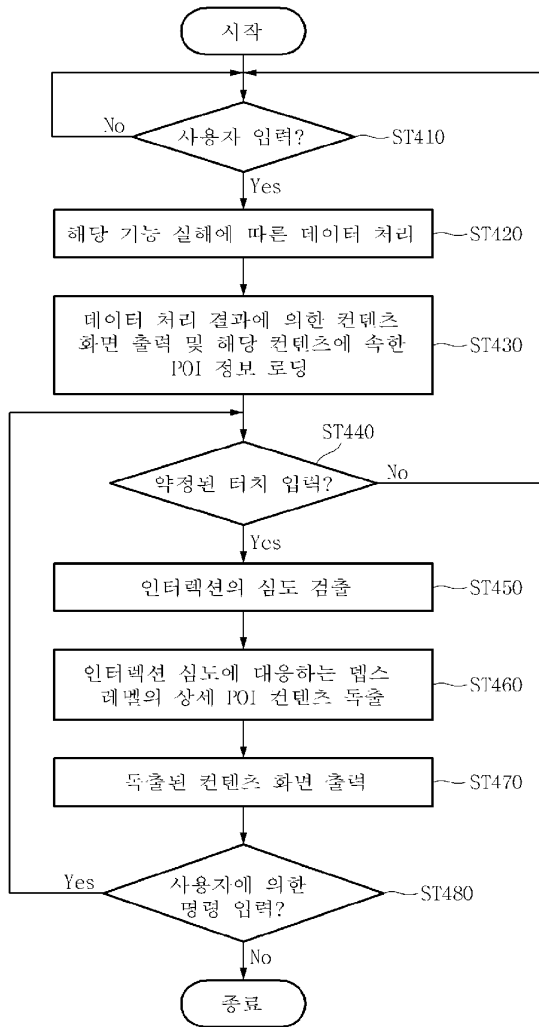 시작
No
사용자 입력?
ST410
Yes
해당 기능 실해에 따른 데이터 처리
ST420
데이터 처리 결과에 의한 컨텐츠
화면 출력 및 해당 컨텐츠에 속한
POI 정보 로딩
ST430
ST440
약정된 터치 입력?
No
Yes
인터렉션의 심도 검출
ST450
인터렉션 심도에 대응하는 뎁스
레벨의 상세 POI 컨텐츠 독출
ST460
독출된 컨텐츠 화면 출력
ST470
Yes
사용자에 의한
명령 입력?
ST480
No
종료